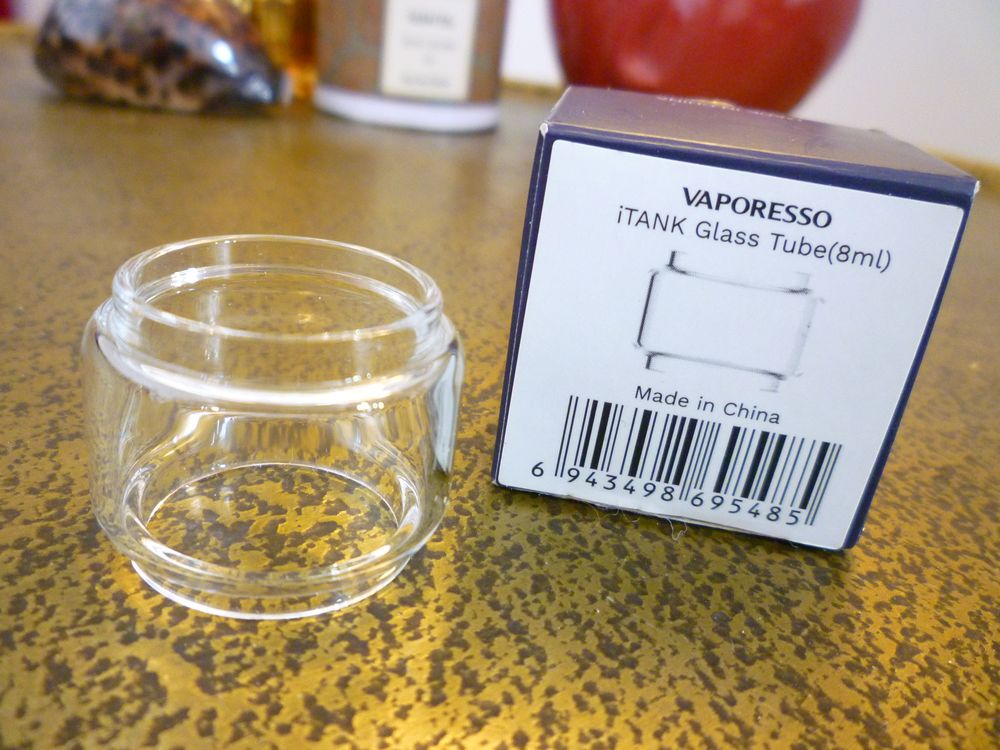 VAPORESSO
iTANK Glass Tube(8ml)
Made in China
6 943498 695485